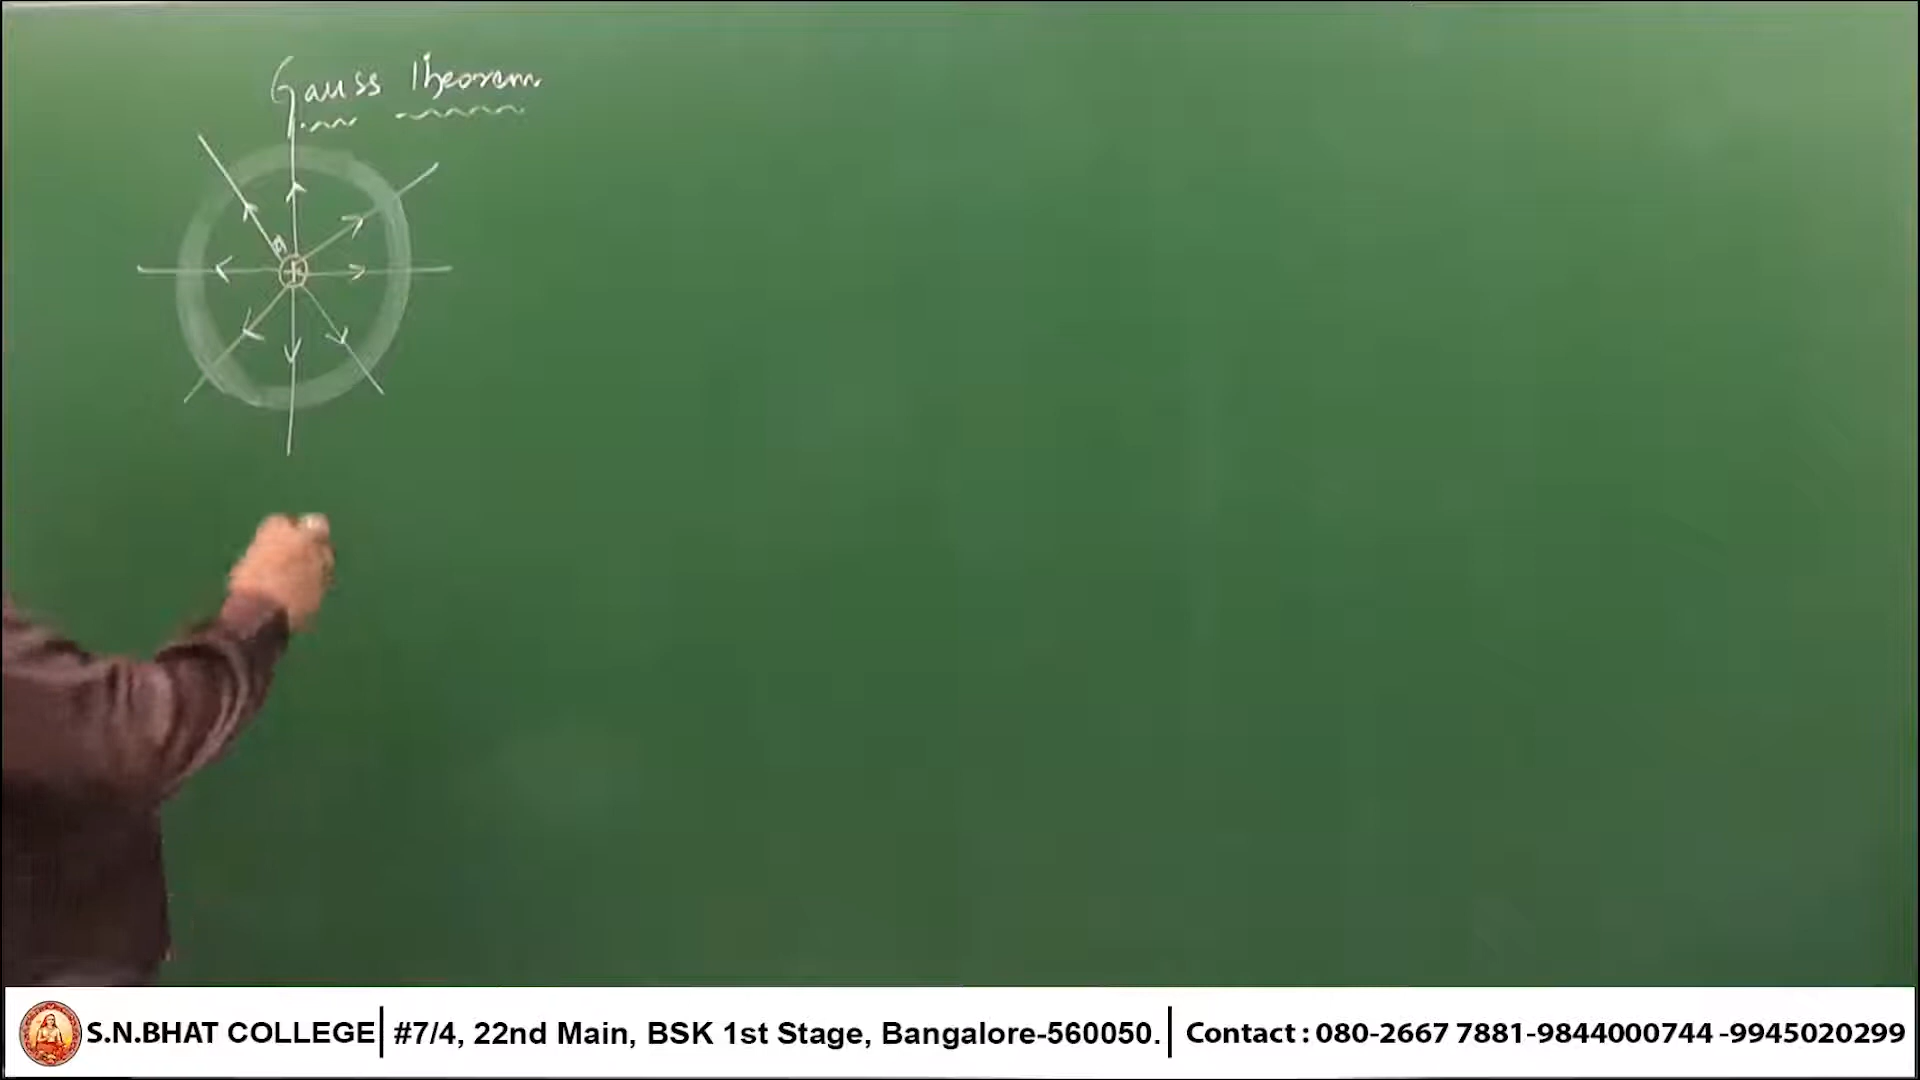 Gauss Theorem
q
+
S.N.BHAT COLLEGE #7/4, 22nd Main, BSK 1st Stage, Bangalore-560050. Contact : 080-2667 7881-9844000744 -9945020299